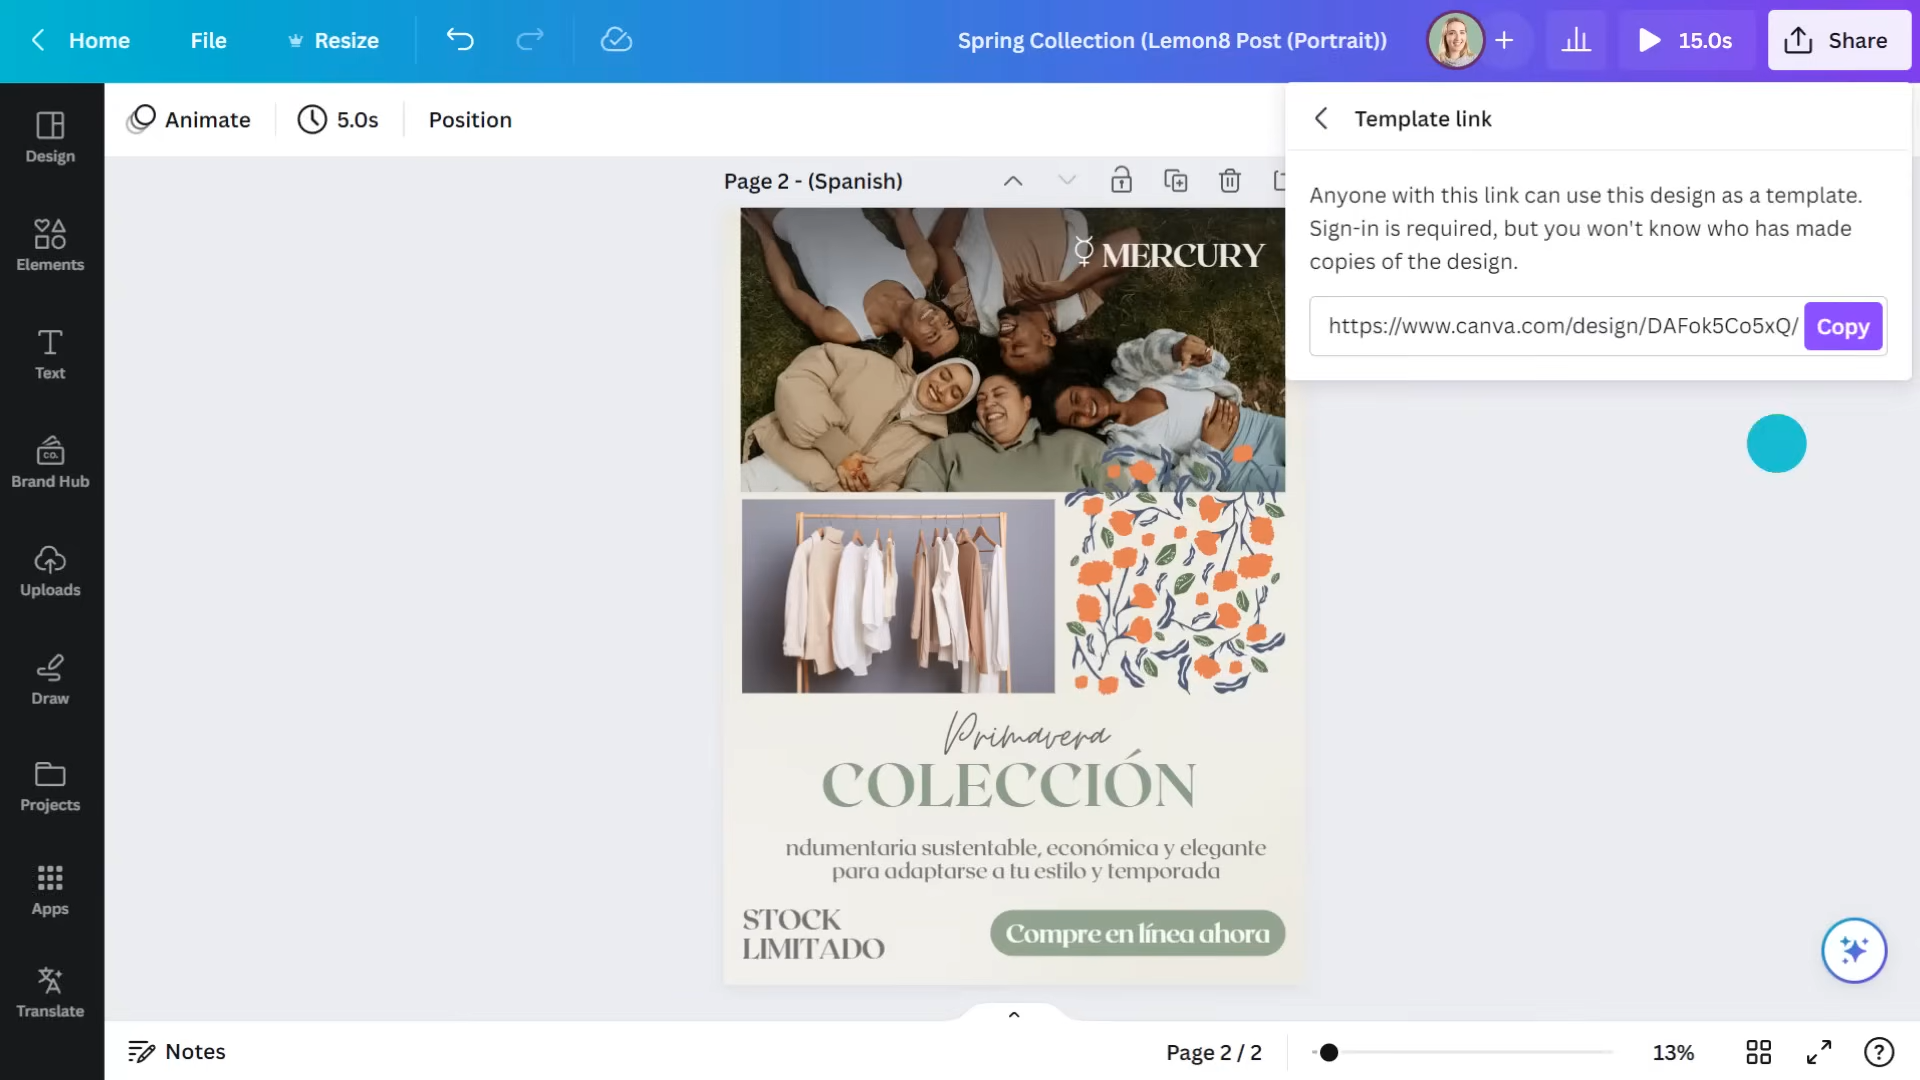 Home
File
Resize
Spring Collection (Lemon8 Post (Portrait))
15.0s
Share
Animate
5.0s
Position
Template link
Anyone with this link can use this design as a template.
Sign-in is required, but you won't know who has made
copies of the design.
https://www.canva.com/design/DAFok5Co5xQ/
Copy
Design
Elements
Text
CO.
Brand Hub
Uploads
Draw
Projects
Apps
Translate
Page 2 - (Spanish)
MERCURY
Primavera
COLECCIÓN
ndumentaria sustentable, económica y elegante
para adaptarse a tu estilo y temporada
STOCK
LIMITADO
Compre en línea ahora
Notes
Page 2 / 2
13%